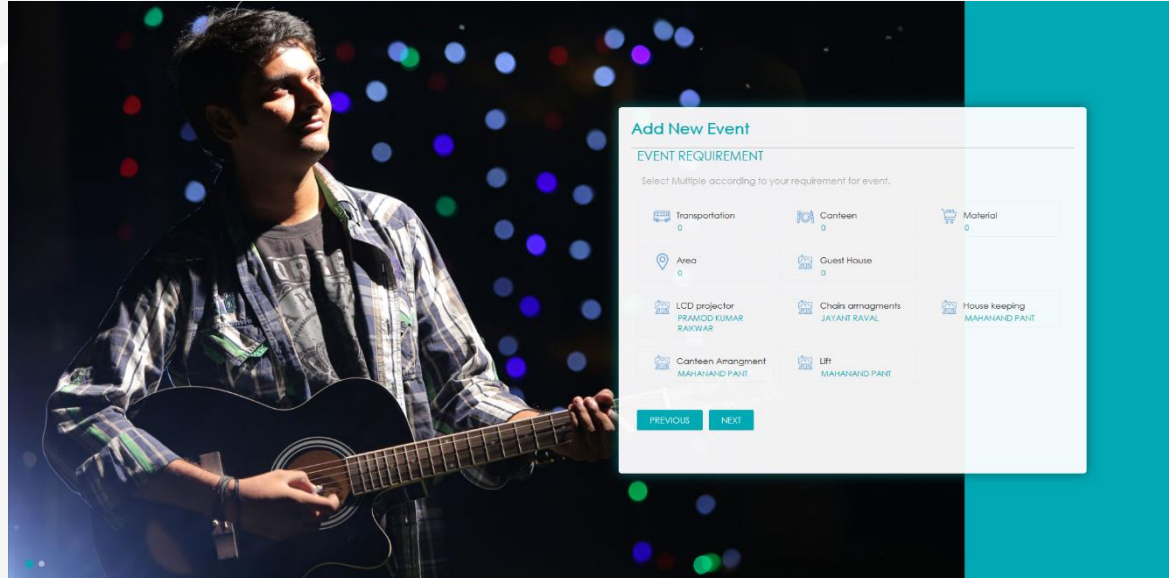 Add New Event
EVENT REQUIREMENT
Select Multiple according to your requirement for event.
Transportation
0
Canteen
0
Material
0
Area
0
Guest House
0
LCD projector
PRAMOD KUMAR
RAIKWAR
Chairs arrnagments
JAYANT RAVAL
House keeping
MAHANAND PANT
Canteen Arrangment
MAHANAND PANT
Lift
MAHANAND PANT
PREVIOUS
NEXT